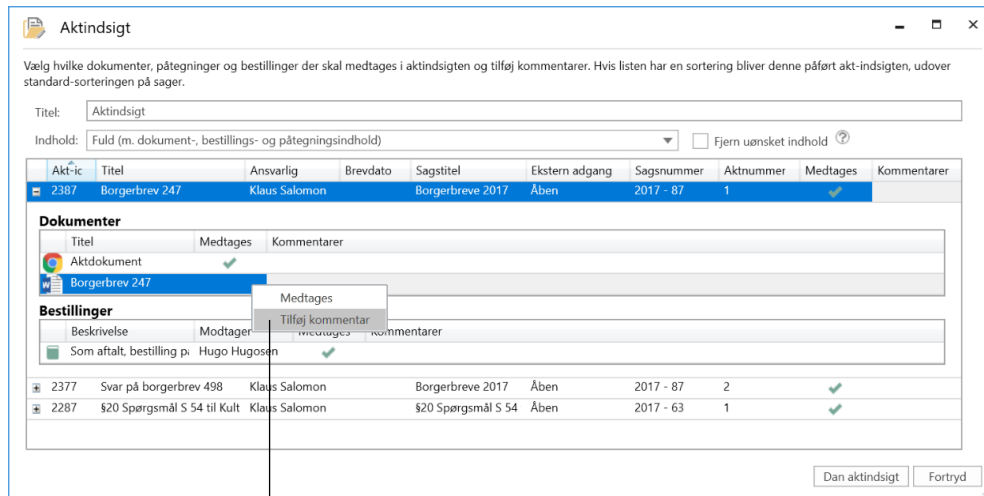 Aktindsigt
Vælg hvilke dokumenter, påtegninger og bestillinger der skal medtages i aktindsigten og tilføj kommentarer. Hvis listen har en sortering bliver denne påført akt-indsigten, udover
standard-sorteringen på sager.
Titel: Aktindsigt
Indhold: Fuld (m. dokument-, bestillings- og påtegningsindhold) Fjern uønsket indhold ?
Akt-ic Titel Ansvarlig Brevdato Sagstitel Ekstern adgang Sagsnummer Aktnummer Medtages Kommentarer
2387 Borgerbrev 247 Klaus Salomon Borgerbreve 2017 Åben 2017 - 87 1
Dokumenter
Titel Medtages Kommentarer
Aktdokument
Borgerbrev 247
Medtages
Tilføj kommentar
Bestillinger
Beskrivelse Modtager Medtages Kommentarer
Som aftalt, bestilling på Hugo Hugosen
2377 Svar på borgerbrev 498 Klaus Salomon Borgerbreve 2017 Åben 2017 - 87 2
2287 §20 Spørgsmål S 54 til Kult Klaus Salomon §20 Spørgsmål S 54 Åben 2017 - 63 1
Dan aktindsigt Fortryd